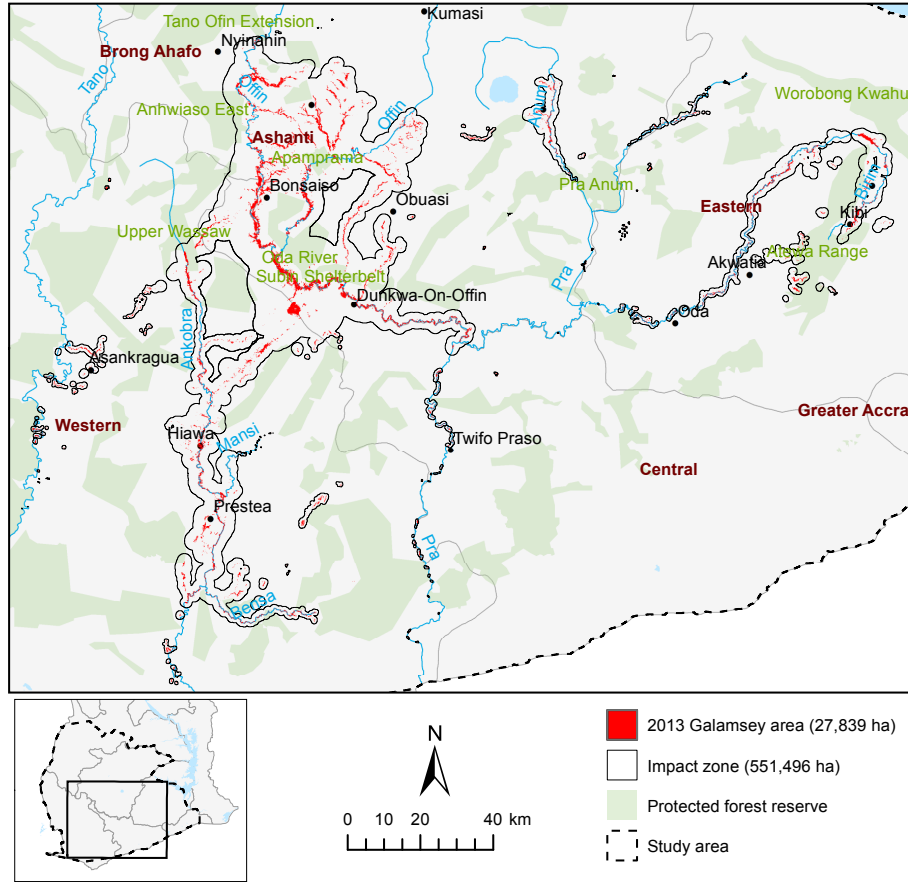 Tano Ofin Extension
Kumasi
Nyinahin
Brong Ahafo
Tano
Offin
Worobong Kwahu
Anhwiaso East
Offin
Anum
Ashanti
Apamprama
Pra Anum
Birim
Bonsaiso
Obuasi
Eastern
Kibi
Upper Wassaw
Oda River
Atewa Range
Subin Shelterbelt
Akwatia
Pra
Dunkwa-On-Offin
Oda
Ankobra
Asankragua
Greater Accra
Western
Hiawa
Mansi
Twifo Praso
Central
Prestea
Pra
Bensa
N
0 10 20 40 km
2013 Galamsey area (27,839 ha)
Impact zone (551,496 ha)
Protected forest reserve
Study area